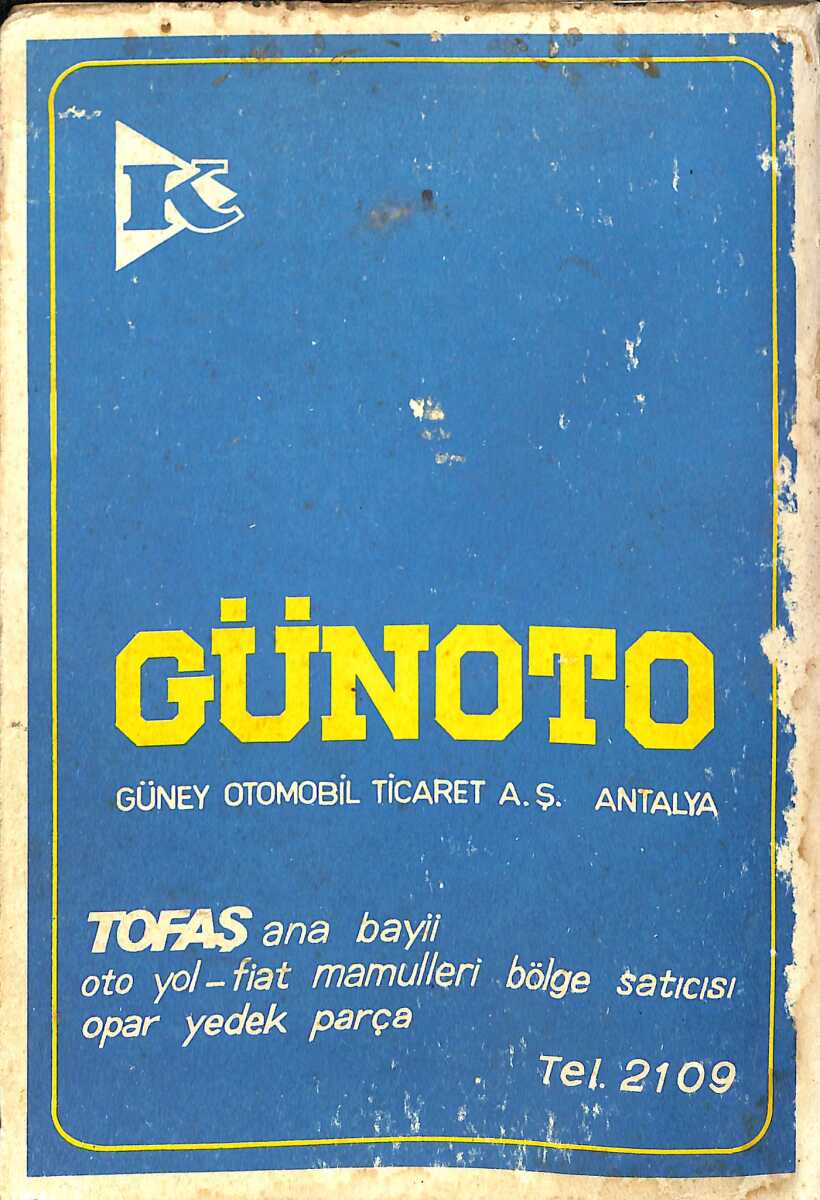 K
GÜNOTO
GÜNEY OTOMOBİL TİCARET A.Ş. ANTALYA
TOFAŞ ana bayii
oto yol-fiat mamulleri bölge satıcısı
opar yedek parça
Tel. 2109